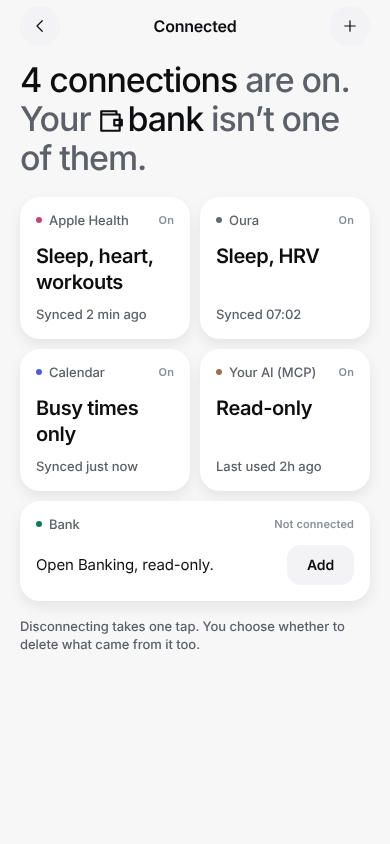 Connected
4 connections are on.
Your bank isn’t one
of them.
Apple Health On
Sleep, heart,
workouts
Synced 2 min ago
Oura On
Sleep, HRV
Synced 07:02
Calendar On
Busy times
only
Synced just now
Your AI (MCP) On
Read-only
Last used 2h ago
Bank Not connected
Open Banking, read-only.
Add
Disconnecting takes one tap. You choose whether to
delete what came from it too.